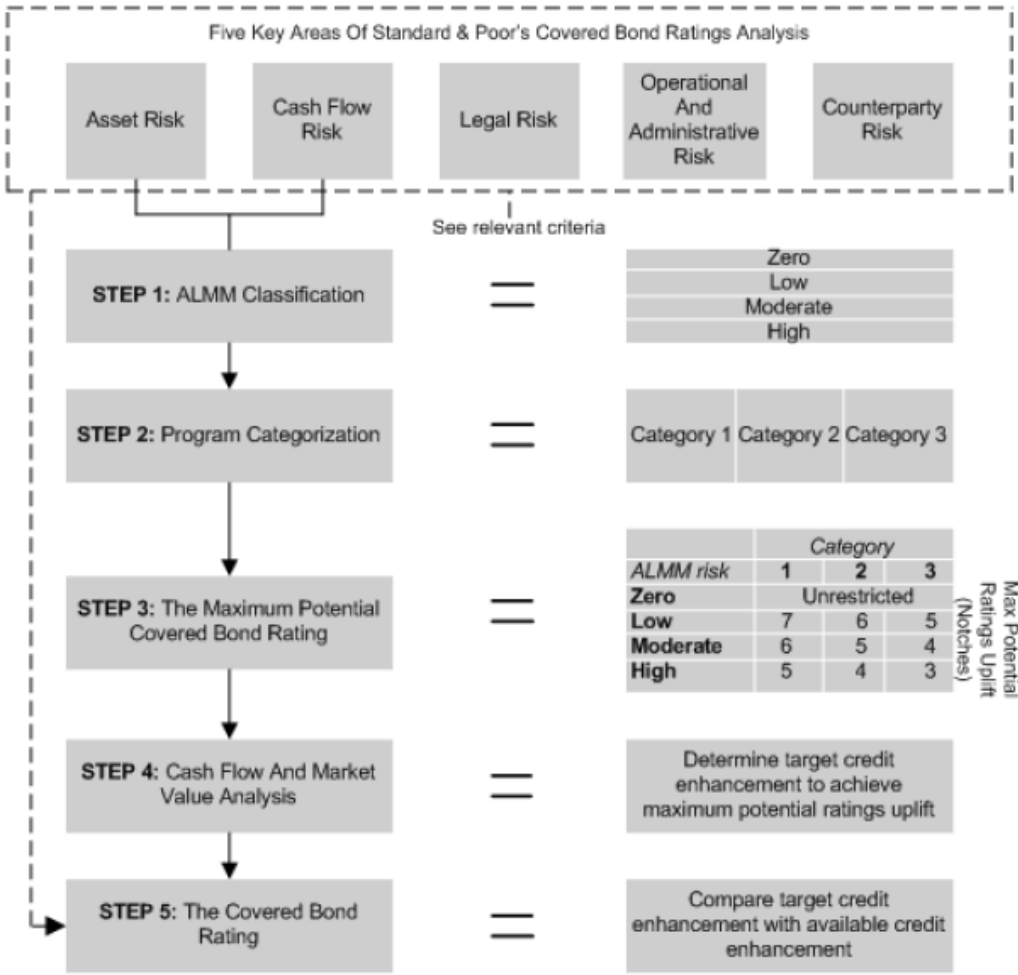 Five Key Areas Of Standard & Poor's Covered Bond Ratings Analysis
Asset Risk
Cash Flow
Risk
Legal Risk
Operational
And
Administrative
Risk
Counterparty
Risk
See relevant criteria
STEP 1: ALMM Classification
Zero
Low
Moderate
High
STEP 2: Program Categorization
Category 1 Category 2 Category 3
STEP 3: The Maximum Potential
Covered Bond Rating
Category
ALMM risk 1 2 3
Zero Unrestricted
Low 7 6 5
Moderate 6 5 4
High 5 4 3
Max Potential
Ratings Uplift
(Notches)
STEP 4: Cash Flow And Market
Value Analysis
Determine target credit
enhancement to achieve
maximum potential ratings uplift
STEP 5: The Covered Bond
Rating
Compare target credit
enhancement with available credit
enhancement